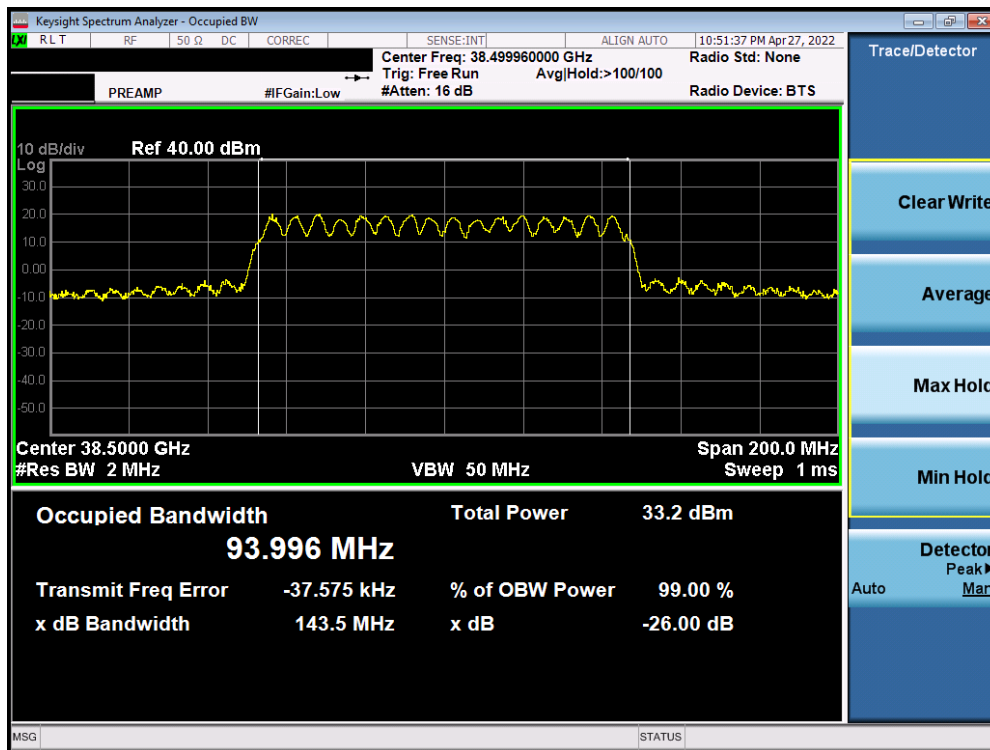 Keysight Spectrum Analyzer - Occupied BW
LXI RLT RF 50 Ω DC CORREC SENSE:INT ALIGN AUTO 10:51:37 PM Apr 27, 2022
Center Freq: 38.499960000 GHz Radio Std: None
Trig: Free Run Avg|Hold:>100/100
PREAMP #IFGain:Low #Atten: 16 dB Radio Device: BTS
10 dB/div Ref 40.00 dBm
Log
30.0
20.0
10.0
0.00
-10.0
-20.0
-30.0
-40.0
-50.0
Center 38.5000 GHz Span 200.0 MHz
#Res BW 2 MHz VBW 50 MHz Sweep 1 ms
Occupied Bandwidth Total Power 33.2 dBm
93.996 MHz
Transmit Freq Error -37.575 kHz % of OBW Power 99.00 %
x dB Bandwidth 143.5 MHz x dB -26.00 dB
MSG STATUS
Trace/Detector
Clear Write
Average
Max Hold
Min Hold
Detector
Peak
Auto Man